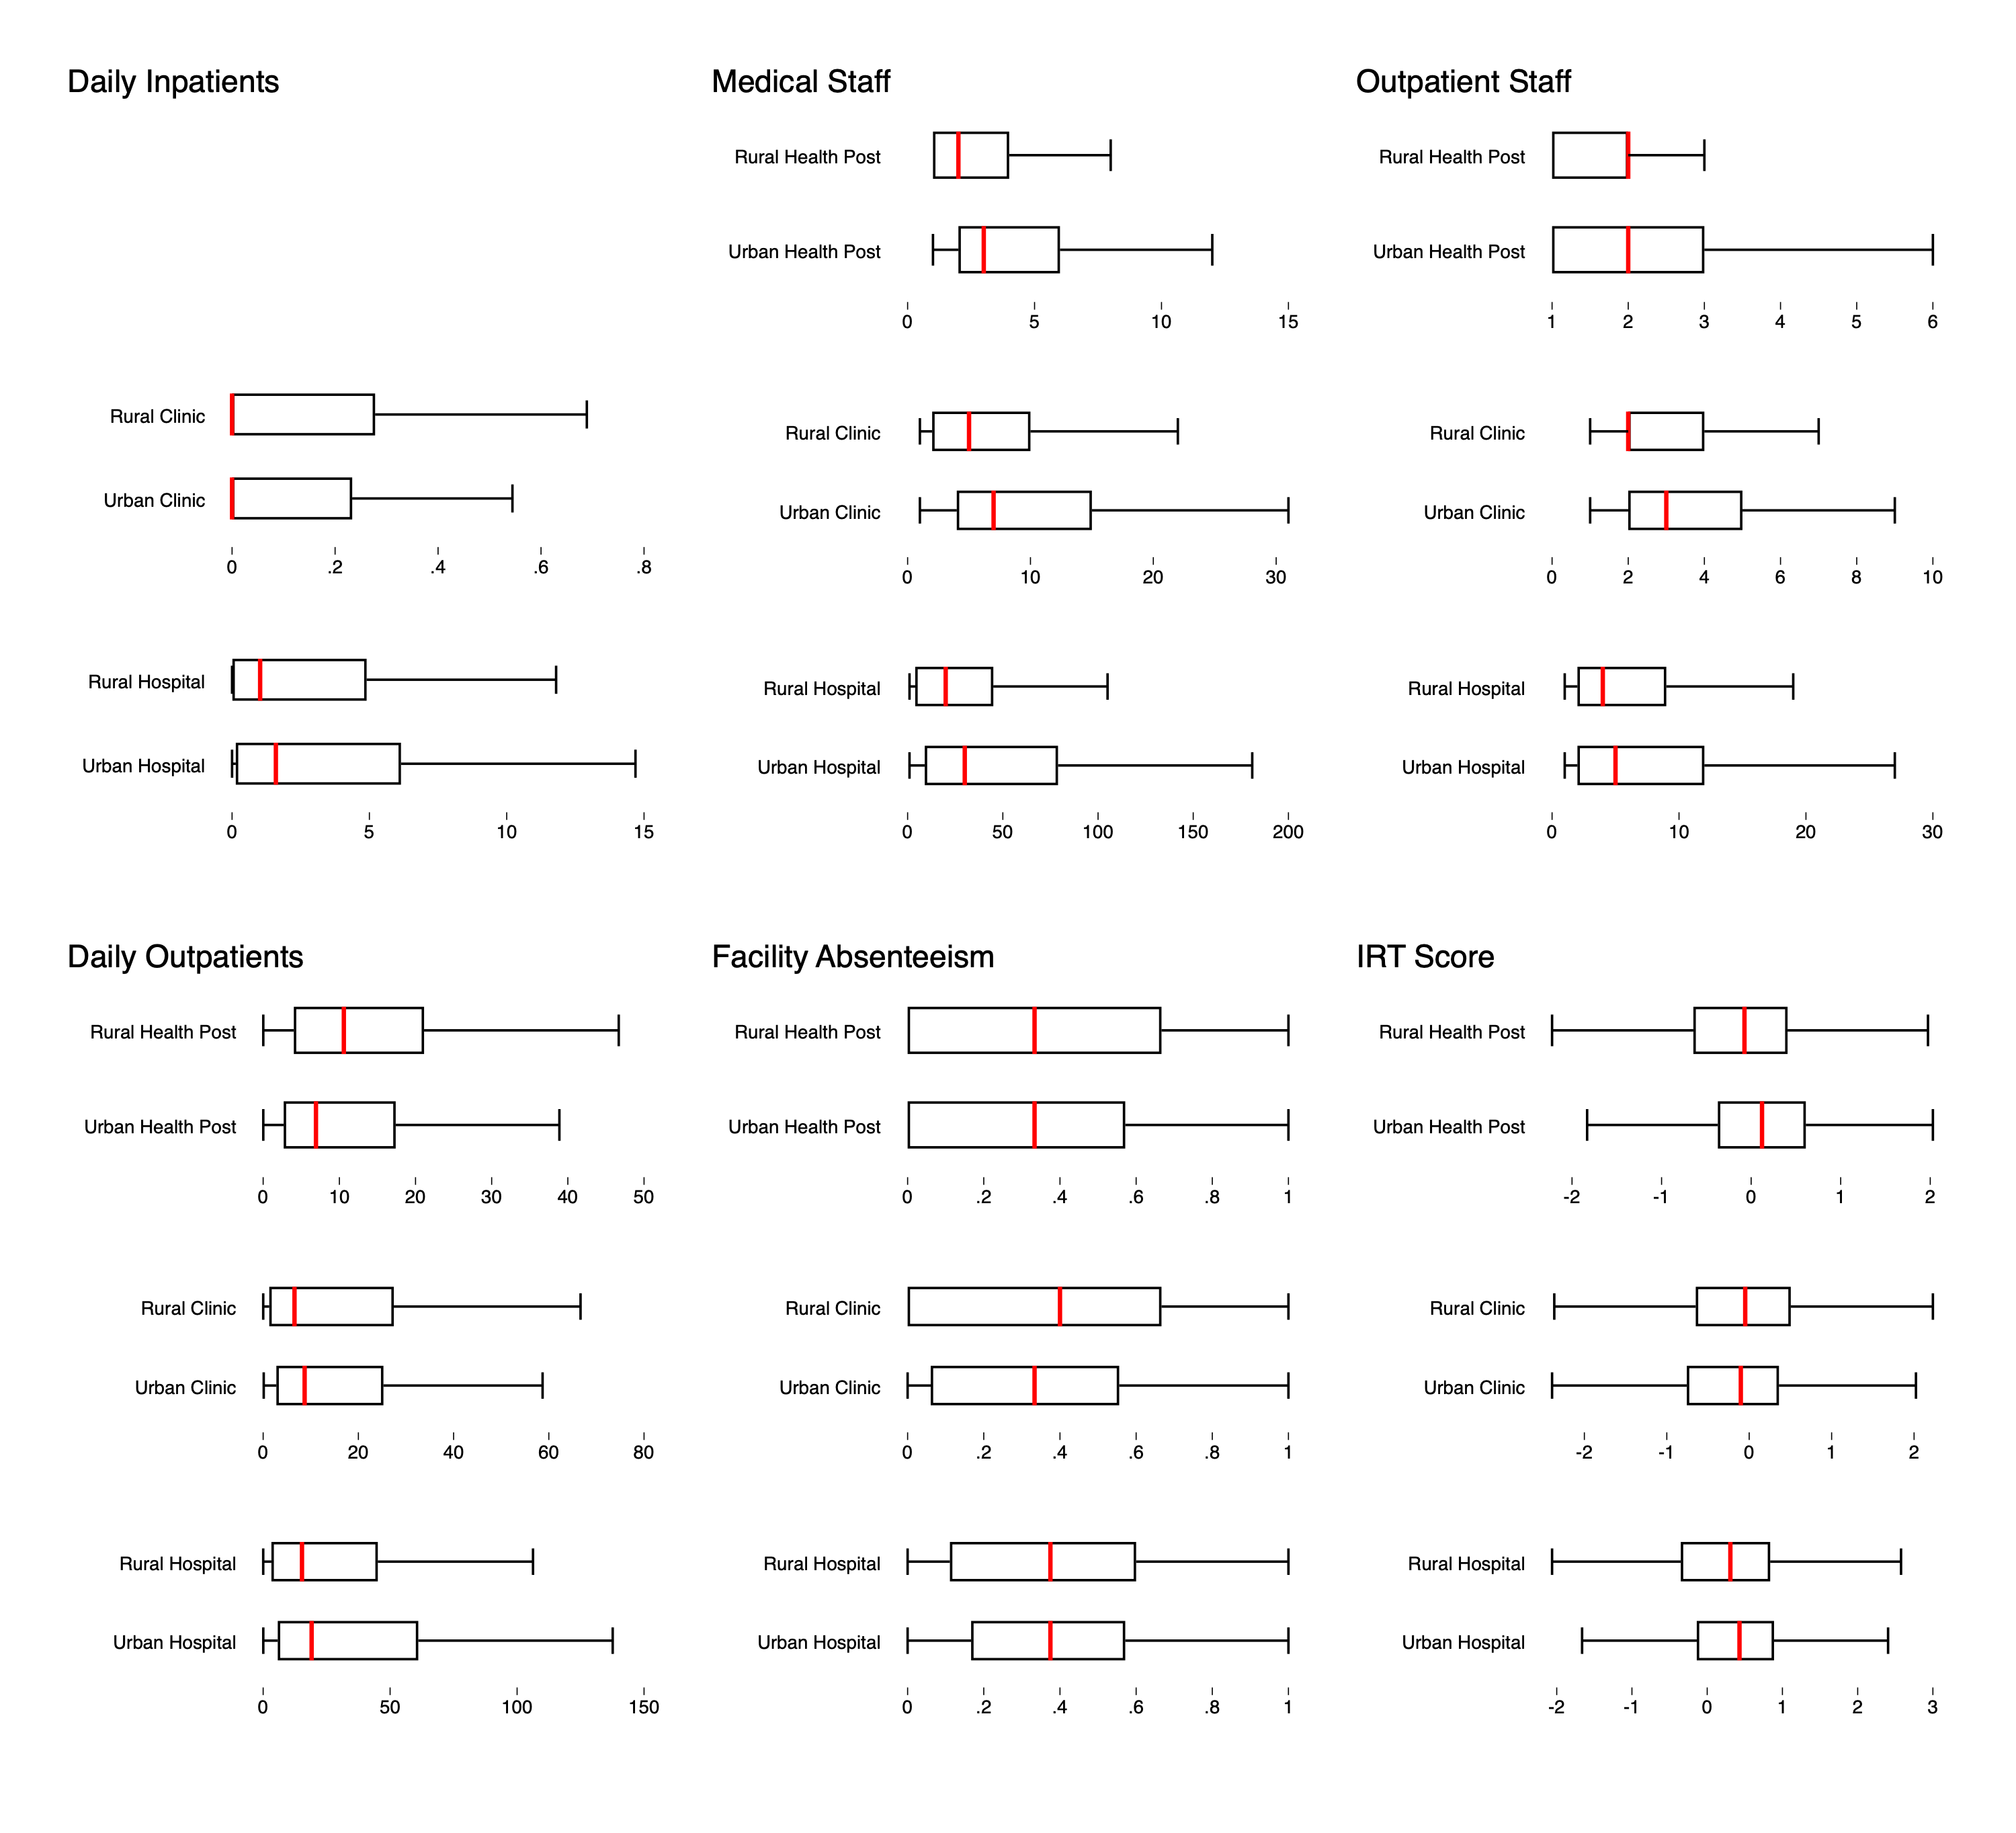 Daily Inpatients
Rural Clinic
Urban Clinic
0 .2 .4 .6 .8
Rural Hospital
Urban Hospital
0 5 10 15
Medical Staff
Rural Health Post
Urban Health Post
0 5 10 15
Rural Clinic
Urban Clinic
0 10 20 30
Rural Hospital
Urban Hospital
0 50 100 150 200
Outpatient Staff
Rural Health Post
Urban Health Post
1 2 3 4 5 6
Rural Clinic
Urban Clinic
0 2 4 6 8 10
Rural Hospital
Urban Hospital
0 10 20 30
Daily Outpatients
Rural Health Post
Urban Health Post
0 10 20 30 40 50
Rural Clinic
Urban Clinic
0 20 40 60 80
Rural Hospital
Urban Hospital
0 50 100 150
Facility Absenteeism
Rural Health Post
Urban Health Post
0 .2 .4 .6 .8 1
Rural Clinic
Urban Clinic
0 .2 .4 .6 .8 1
Rural Hospital
Urban Hospital
0 .2 .4 .6 .8 1
IRT Score
Rural Health Post
Urban Health Post
-2 -1 0 1 2
Rural Clinic
Urban Clinic
-2 -1 0 1 2
Rural Hospital
Urban Hospital
-2 -1 0 1 2 3